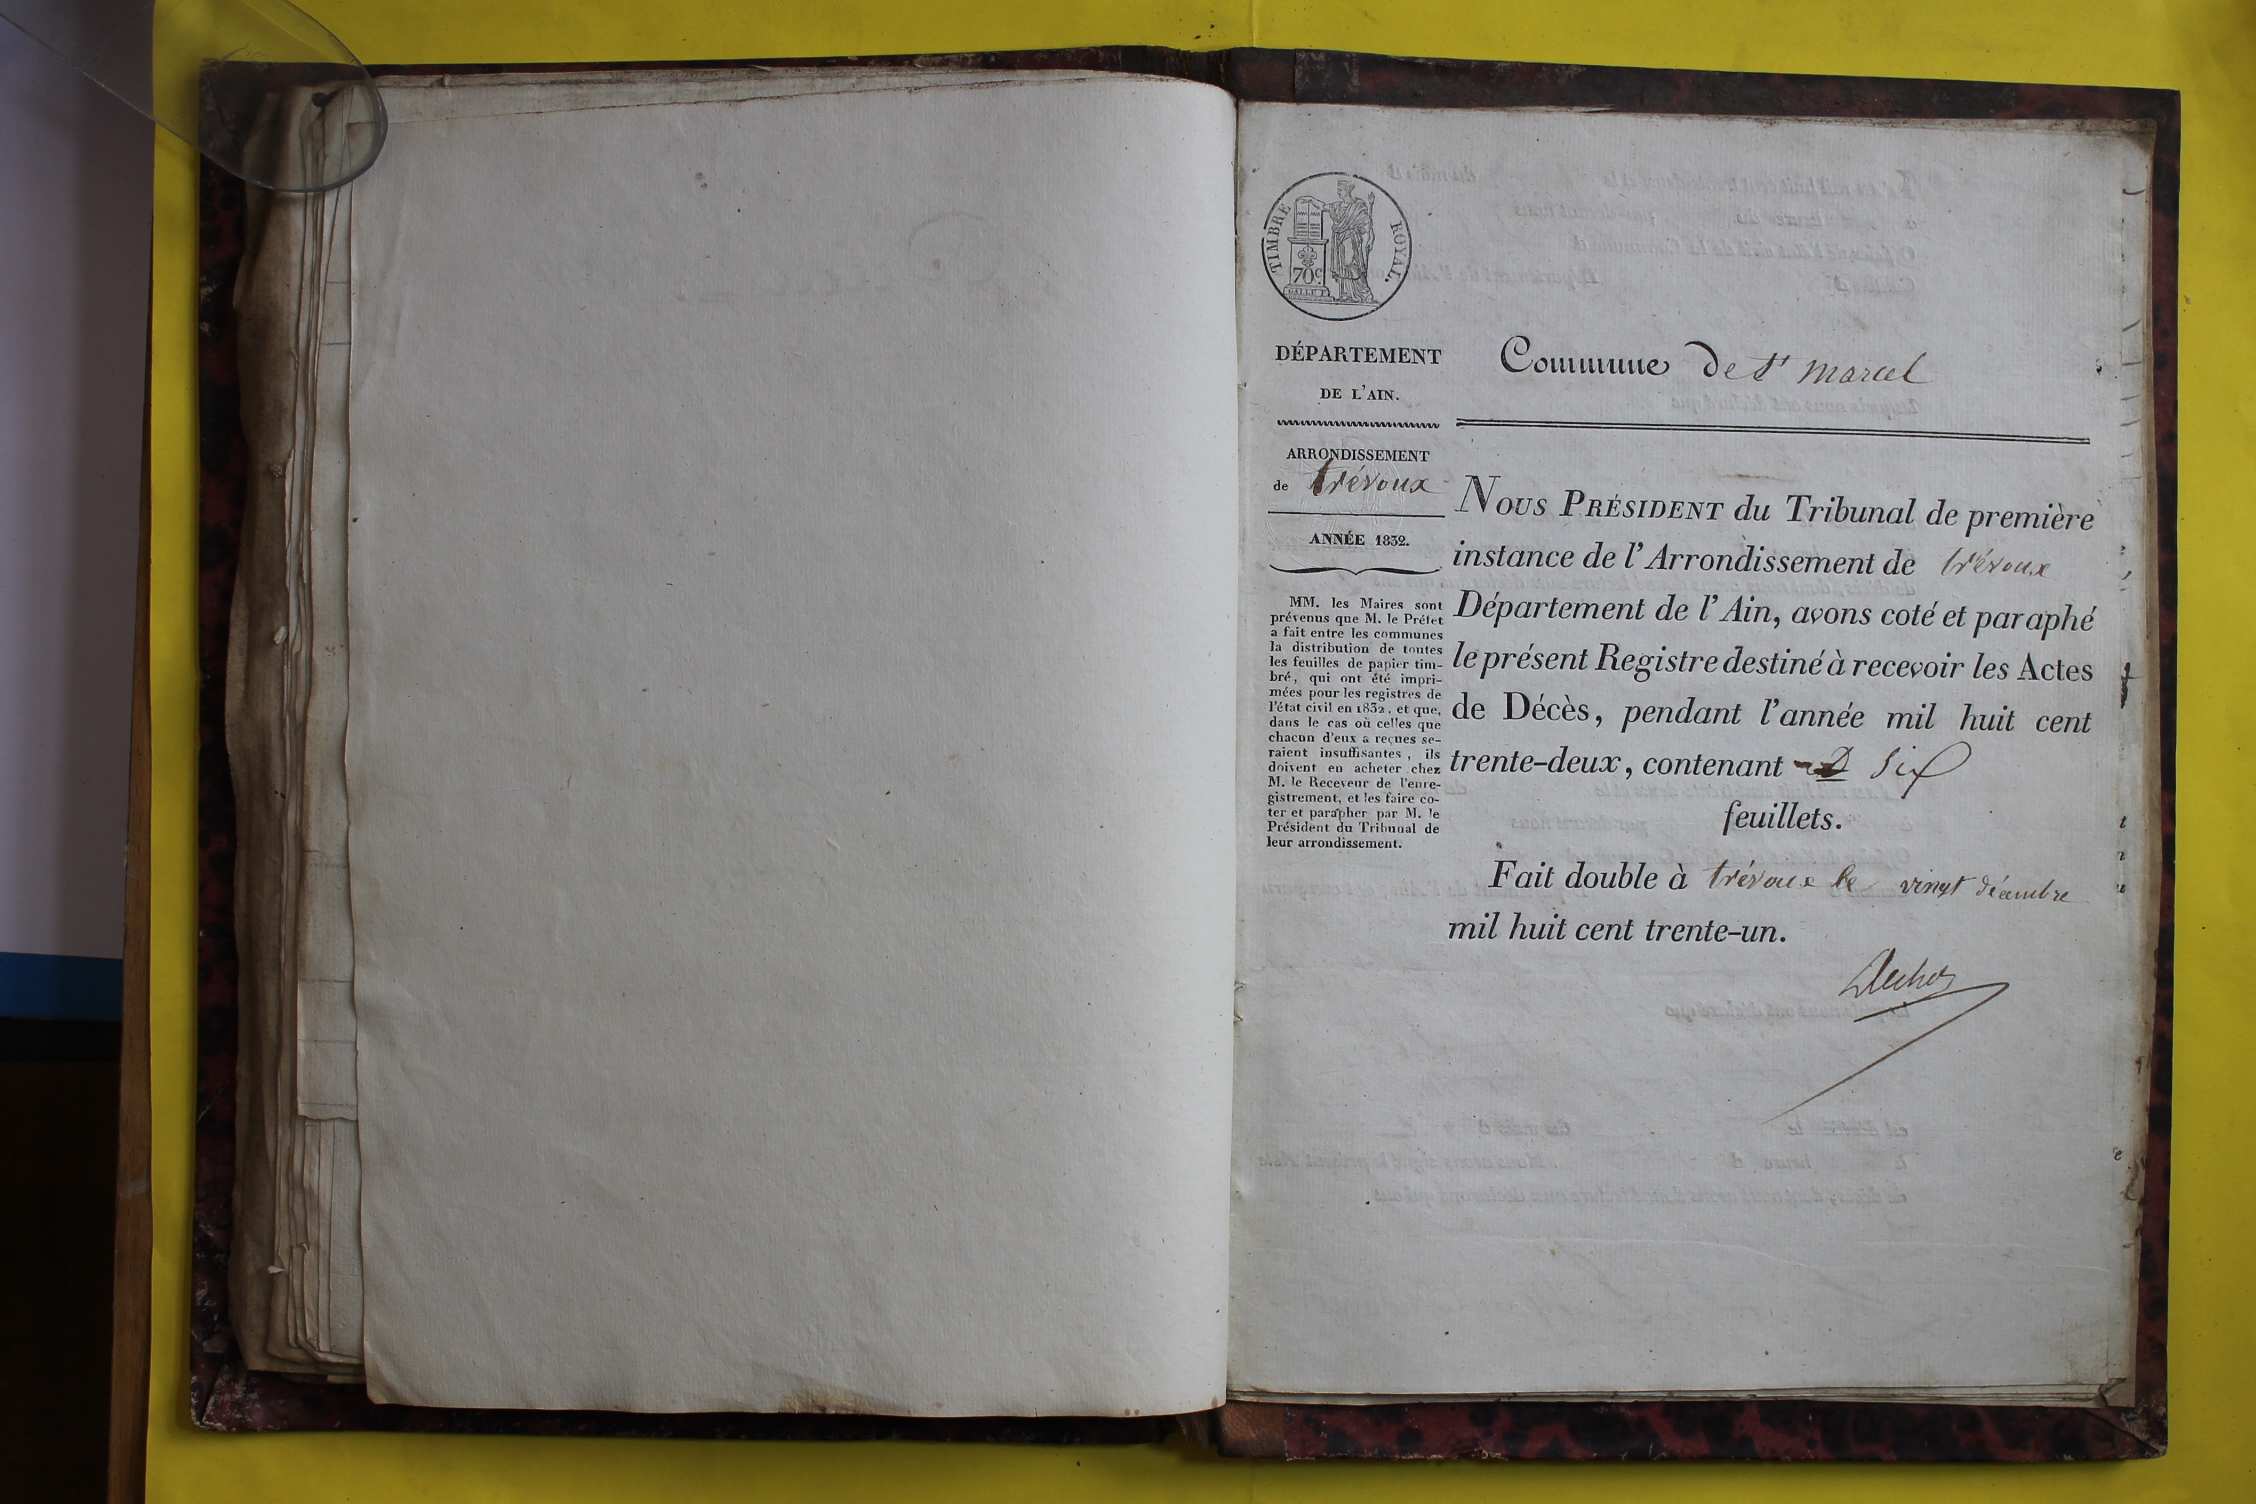 TIMBRE ROYAL.
70c.
GALLE F.
DÉPARTEMENT
DE L'AIN.
ARRONDISSEMENT
de trévoux
ANNÉE 1832.
MM. les Maires sont
prévenus que M. le Préfet
a fait entre les communes
la distribution de toutes
les feuilles de papier tim-
bré, qui ont été impri-
mées pour les registres de
l'état civil en 1832, et que,
dans le cas où celles que
chacun d'eux a reçues se-
raient insuffisantes, ils
doivent en acheter chez
M. le Receveur de l'enre-
gistrement, et les faire co-
ter et parapher par M. le
Président du Tribunal de
leur arrondissement.
Commune de St marcel
NOUS PRÉSIDENT du Tribunal de première
instance de l'Arrondissement de trévoux
Département de l'Ain, avons coté et paraphé
le présent Registre destiné à recevoir les Actes
de Décès, pendant l'année mil huit cent
trente-deux, contenant six
feuillets.
Fait double à trévoux le vingt décembre
mil huit cent trente-un.